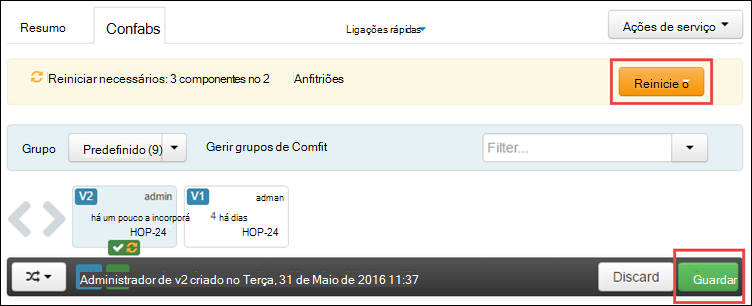 Resumo
Confabs
Ligações rápidas
Ações de serviço
Reiniciar necessários: 3 componentes no 2 Anfitriões
Reinicie o
Grupo
Predefinido (9)
Gerir grupos de Comfit
Filter...
V2 admin
há um pouco a incorporá
HOP-24
V1 adman
4 há dias
HOP-24
Administrador de v2 criado no Terça, 31 de Maio de 2016 11:37
Discard
Guardar